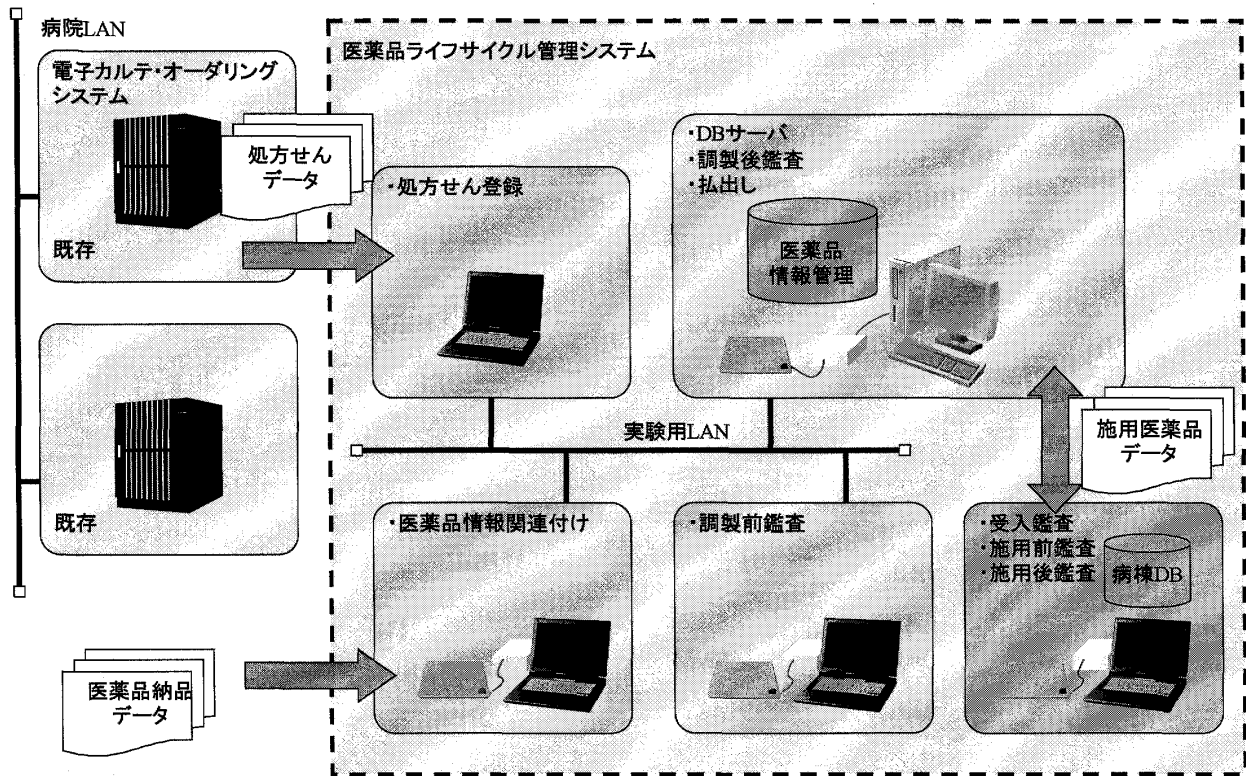 病院LAN
電子カルテ・オーダリング
システム
処方せん
データ
既存
既存
医薬品納品
データ
医薬品ライフサイクル管理システム
・処方せん登録
・DBサーバ
・調製後鑑査
・払出し
医薬品
情報管理
実験用LAN
施用医薬品
データ
・医薬品情報関連付け
・調製前鑑査
・受入鑑査
・施用前鑑査
・施用後鑑査
病棟DB